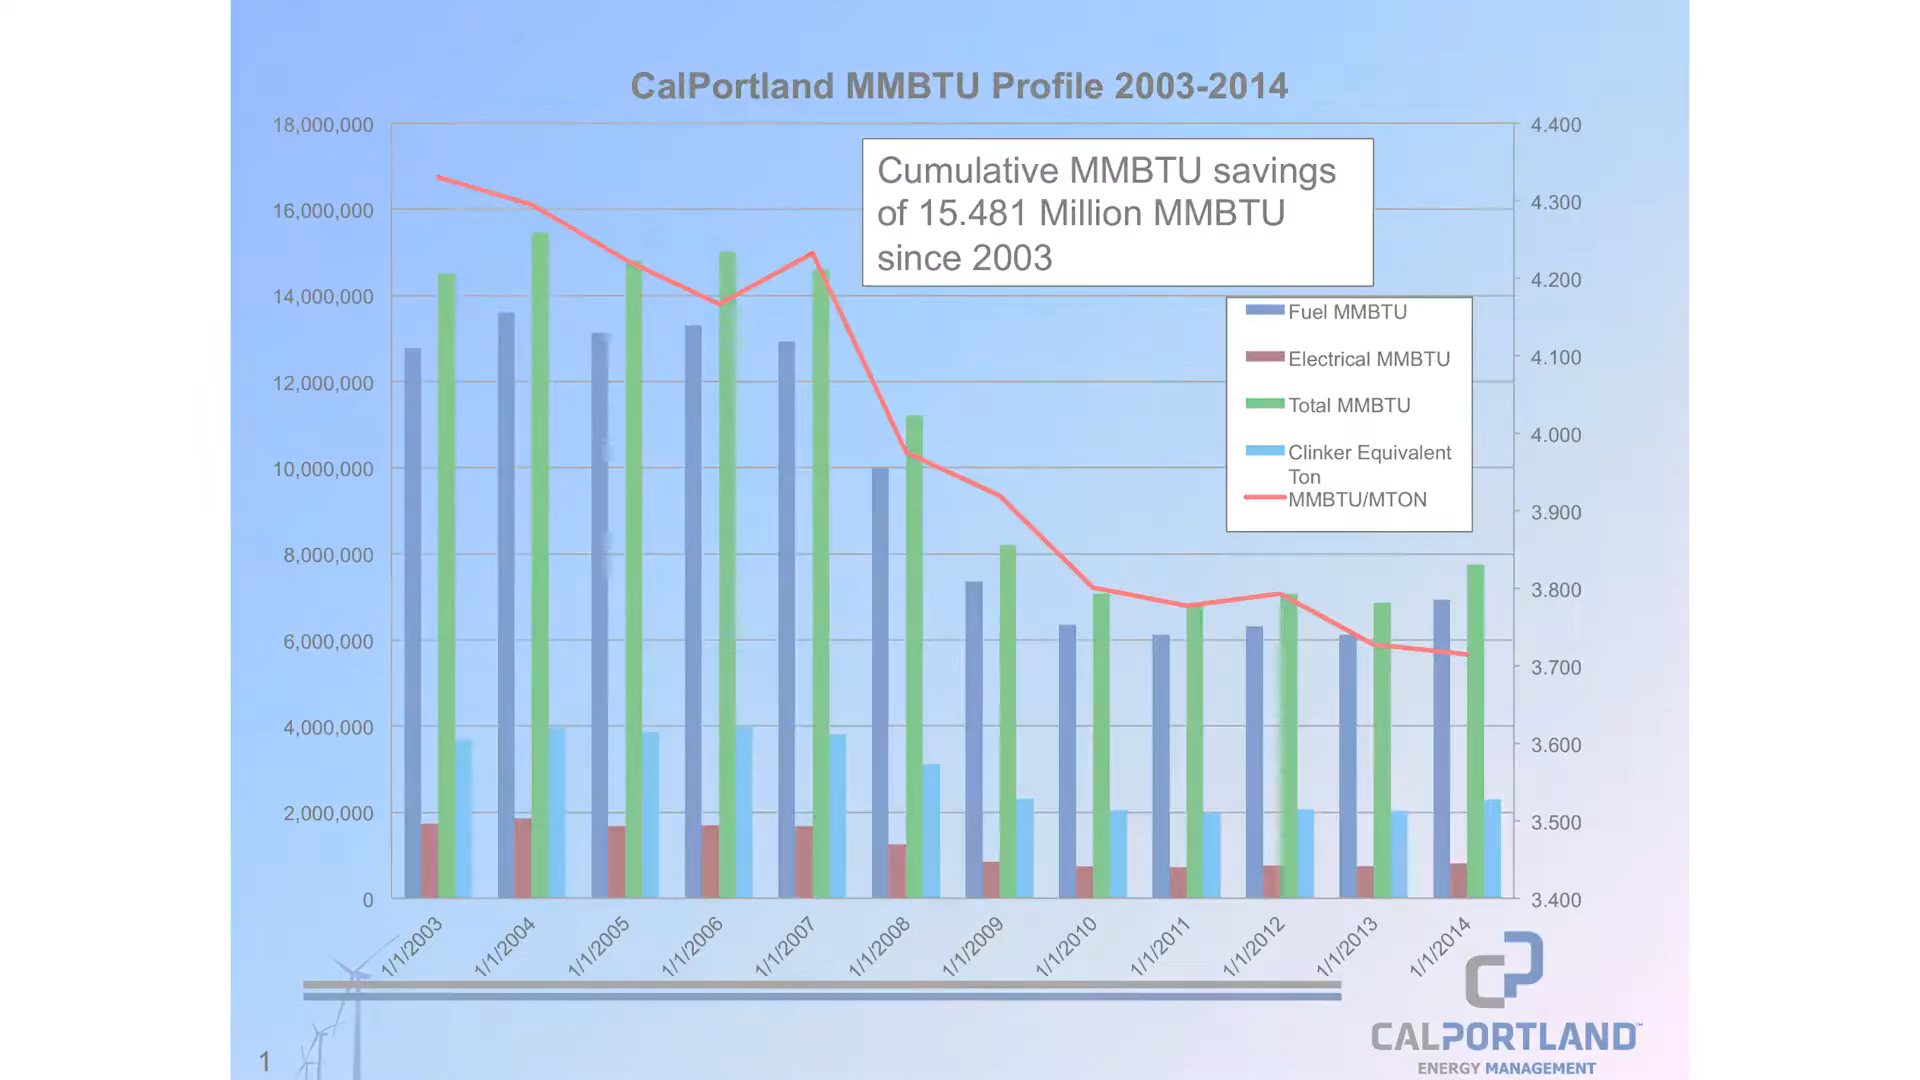 CalPortland MMBTU Profile 2003-2014
18,000,000
16,000,000
14,000,000
12,000,000
10,000,000
8,000,000
6,000,000
4,000,000
2,000,000
0
4.400
4.300
4.200
4.100
4.000
3.900
3.800
3.700
3.600
3.500
3.400
Cumulative MMBTU savings
of 15.481 Million MMBTU
since 2003
Fuel MMBTU
Electrical MMBTU
Total MMBTU
Clinker Equivalent
Ton
MMBTU/MTON
1/1/2003
1/1/2004
1/1/2005
1/1/2006
1/1/2007
1/1/2008
1/1/2009
1/1/2010
1/1/2011
1/1/2012
1/1/2013
1/1/2014
CP
CALPORTLAND™
ENERGY MANAGEMENT
1